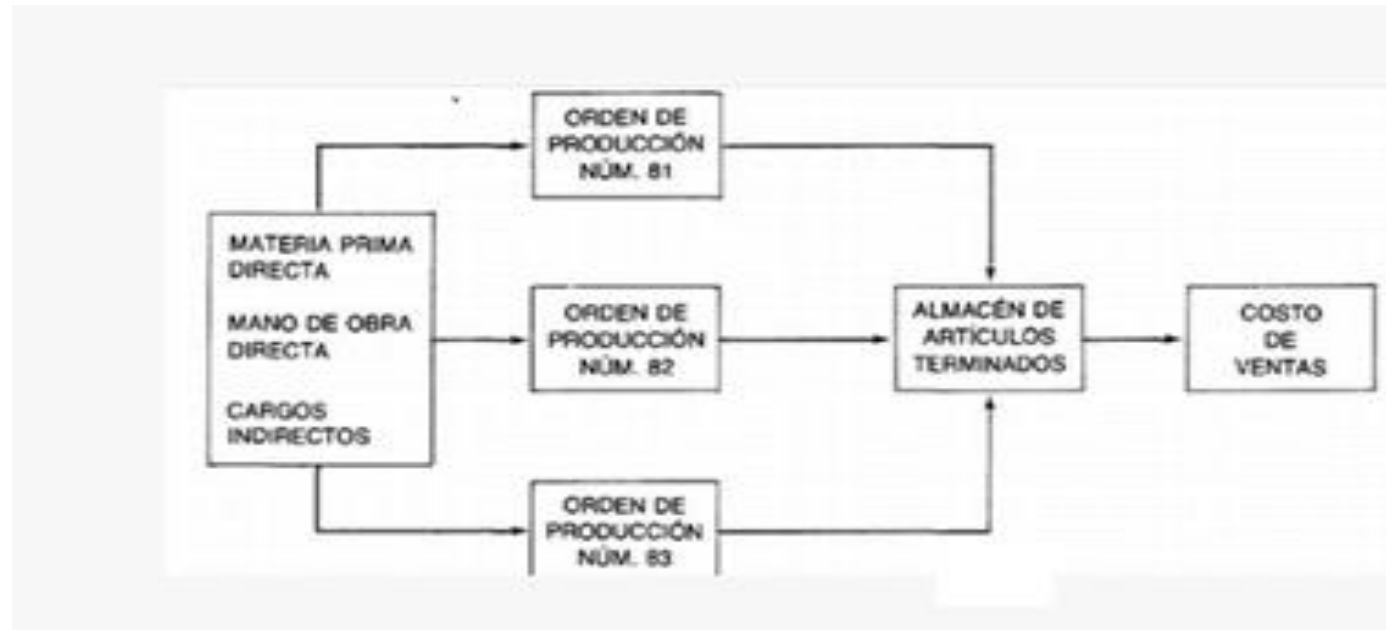 ORDEN DE
PRODUCCIÓN
NÚM. 81
MATERIA PRIMA
DIRECTA
MANO DE OBRA
DIRECTA
CARGOS
INDIRECTOS
ORDEN DE
PRODUCCIÓN
NÚM. 82
ALMACÉN DE
ARTÍCULOS
TERMINADOS
COSTO
DE
VENTAS
ORDEN DE
PRODUCCIÓN
NÚM. 83